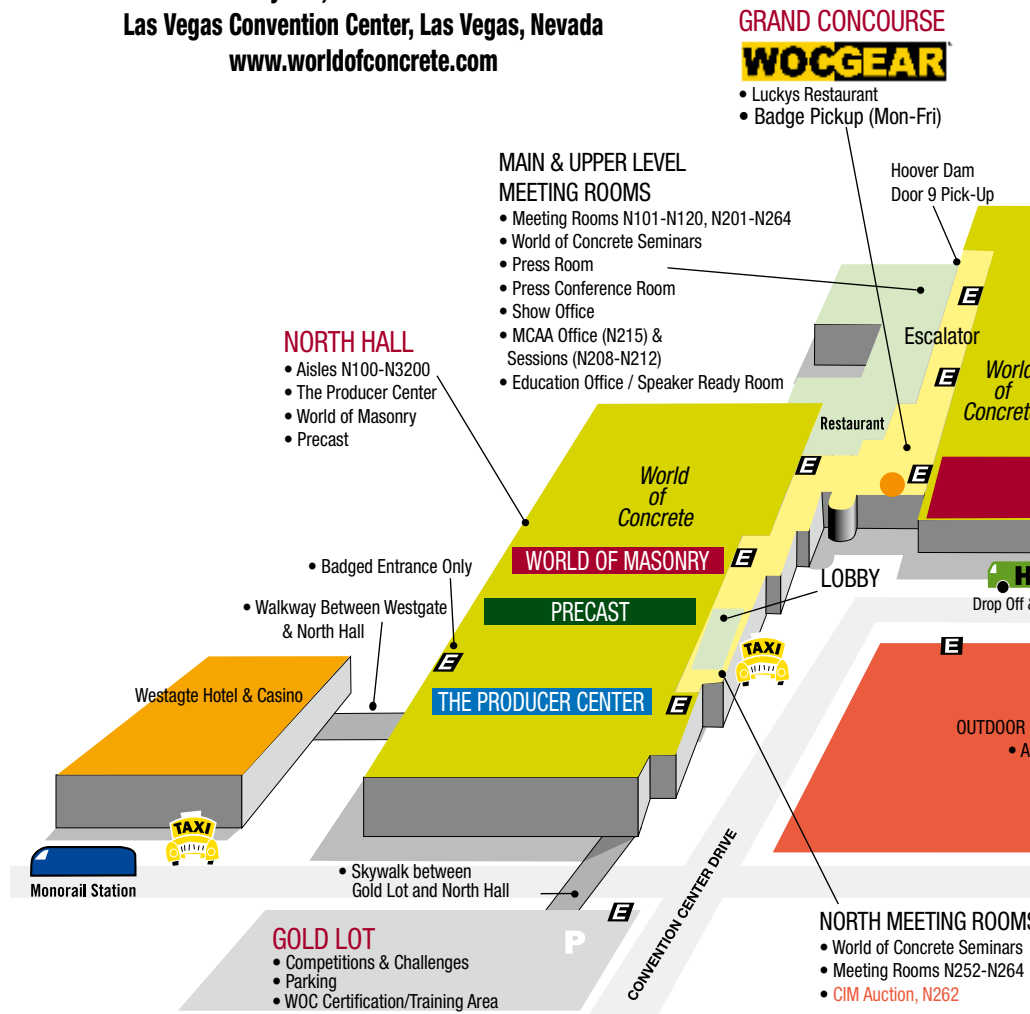 Las Vegas Convention Center, Las Vegas, Nevada
www.worldofconcrete.com
GRAND CONCOURSE
WOCGEAR
• Luckys Restaurant
• Badge Pickup (Mon-Fri)
MAIN & UPPER LEVEL
MEETING ROOMS
• Meeting Rooms N101-N120, N201-N264
• World of Concrete Seminars
• Press Room
• Press Conference Room
• Show Office
• MCAA Office (N215) &
Sessions (N208-N212)
• Education Office / Speaker Ready Room
Hoover Dam
Door 9 Pick-Up
E
Escalator
E
World
of
Concrete
NORTH HALL
• Aisles N100-N3200
• The Producer Center
• World of Masonry
• Precast
Restaurant
E
E
World
of
Concrete
WORLD OF MASONRY
E
LOBBY
H
Drop Off &
• Badged Entrance Only
• Walkway Between Westgate
& North Hall
PRECAST
E
TAXI
E
THE PRODUCER CENTER
E
Westagte Hotel & Casino
OUTDOOR
• A
TAXI
Monorail Station
• Skywalk between
Gold Lot and North Hall
CONVENTION CENTER DRIVE
E
P
GOLD LOT
• Competitions & Challenges
• Parking
• WOC Certification/Training Area
NORTH MEETING ROOMS
• World of Concrete Seminars
• Meeting Rooms N252-N264
• CIM Auction, N262